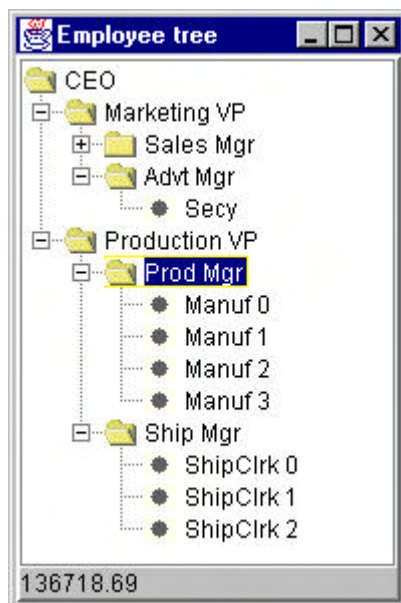 Employee tree
CEO
Marketing VP
Sales Mgr
Advt Mgr
Secy
Production VP
Prod Mgr
Manuf 0
Manuf 1
Manuf 2
Manuf 3
Ship Mgr
ShipClrk 0
ShipClrk 1
ShipClrk 2
136718.69